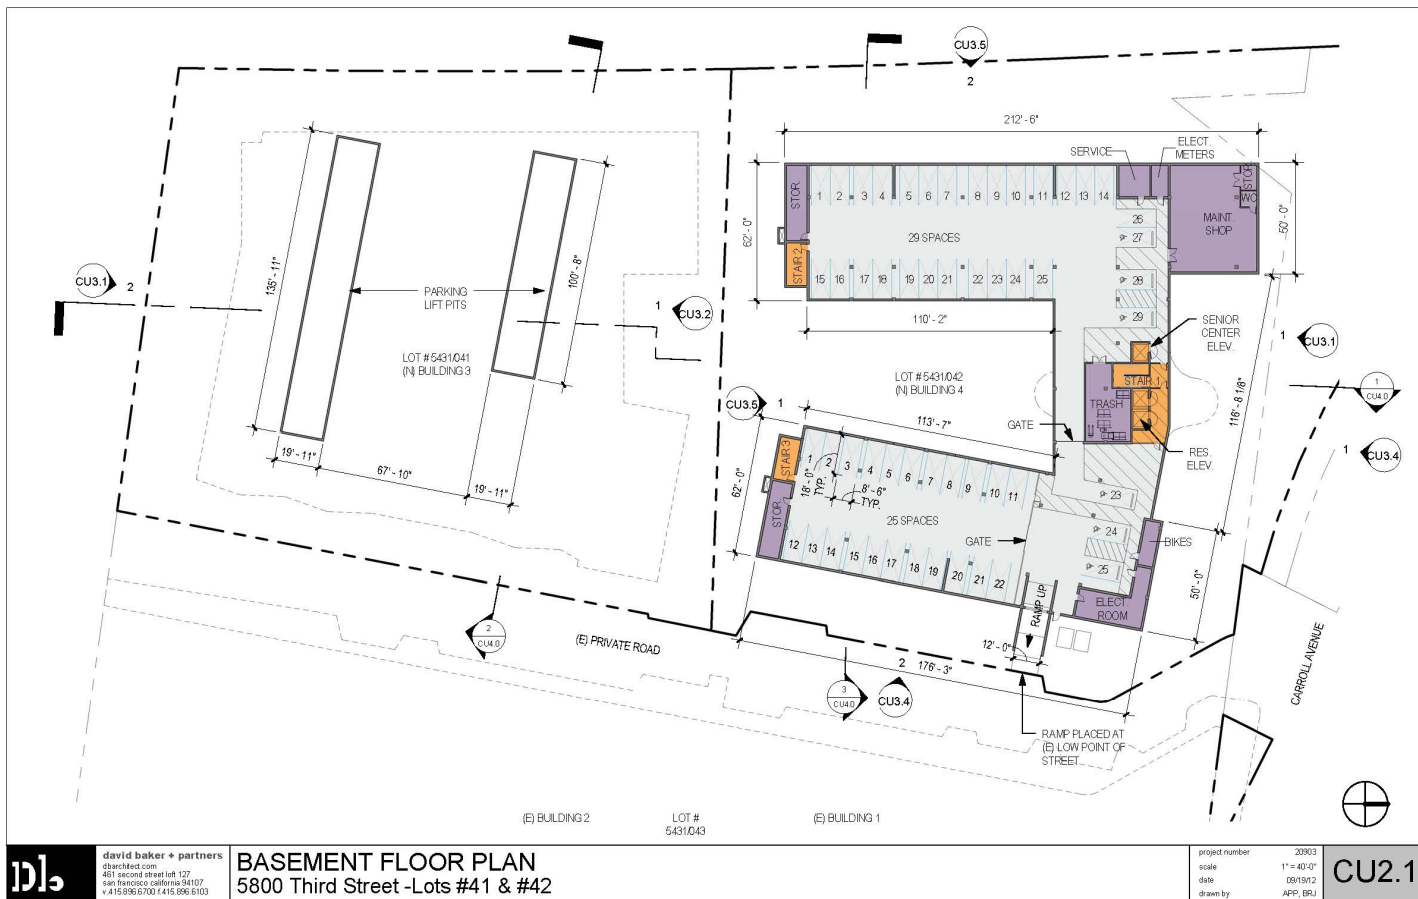 CU3.5
2
212' - 6"
SERVICE
ELECT.
METERS
STOR.
1 2 3 4 5 6 7 8 9 10 11 12 13 14
STOR.
WC
MAINT.
SHOP
26
27
28
29
62' - 0"
50' - 0"
29 SPACES
STAIR 2
15 16 17 18 19 20 21 22 23 24 25
110' - 2"
135' - 11"
100' - 8"
CU3.1
2
PARKING
LIFT PITS
1
CU3.2
LOT # 5431/041
(N) BUILDING 3
SENIOR
CENTER
ELEV.
1
CU3.1
LOT # 5431/042
(N) BUILDING 4
STAIR 1
TRASH
1
CU4.0
CU3.5
1
113' - 7"
GATE
116' - 8 1/8"
1
CU3.4
RES.
ELEV.
19' - 11"
67' - 10"
19' - 11"
62' - 0"
STAIR 3
1 2 3 4 5 6 7 8 9 10 11
18' - 0"
TYP.
8' - 6"
TYP.
STOR.
25 SPACES
GATE
23
24
25
BIKES
12 13 14 15 16 17 18 19 20 21 22
50' - 0"
RAMP UP
ELECT.
ROOM
2
CU4.0
(E) PRIVATE ROAD
12' - 0"
2
176' - 3"
3
CU4.0
CU3.4
CARROLL AVENUE
RAMP PLACED AT
(E) LOW POINT OF
STREET
(E) BUILDING 2
LOT #
5431/043
(E) BUILDING 1
david baker + partners
dbarchitect.com
461 second street loft 127
san francisco california 94107
v.415.896.6700 f.415.896.6103
BASEMENT FLOOR PLAN
5800 Third Street -Lots #41 & #42
project number 20903
scale 1" = 40'-0"
date 09/19/12
drawn by APP, BRJ
CU2.1